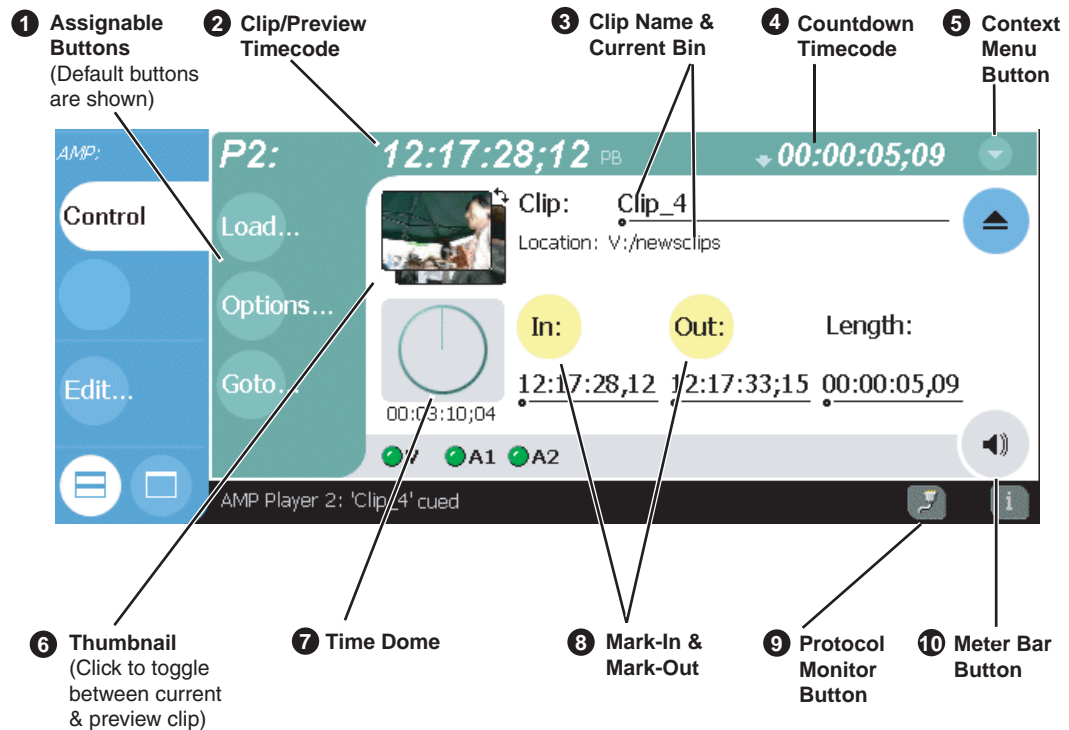 1 Assignable
Buttons
(Default buttons
are shown)
2 Clip/Preview
Timecode
3 Clip Name &
Current Bin
4 Countdown
Timecode
5 Context
Menu
Button
AMP:
P2:
12:17:28;12 PB
00:00:05;09
Control
Load...
Clip: Clip_4
Location: V:/newsclips
Options...
In:
Out:
Length:
Edit...
Goto...
12:17:28,12 12:17:33;15 00:00:05,09
00:03:10;04
V A1 A2
AMP Player 2: 'Clip_4' cued
i
6 Thumbnail
(Click to toggle
between current
& preview clip)
7 Time Dome
8 Mark-In &
Mark-Out
9 Protocol
Monitor
Button
10 Meter Bar
Button